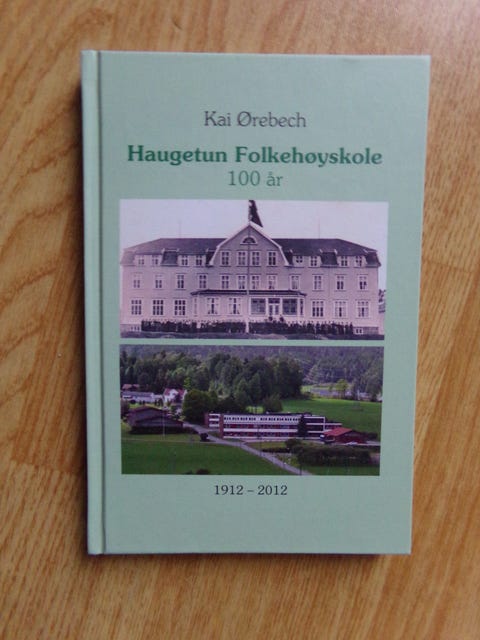 Kai Ørebech
Haugetun Folkehøyskole
100 år
1912 – 2012